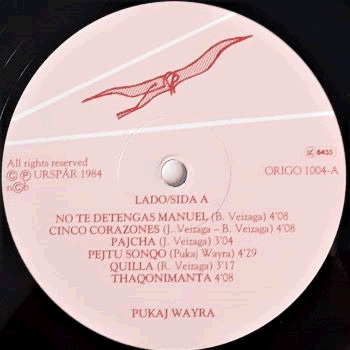 LC 6455
All rights reserved
© ℗ URSPÅR 1984
n©b
ORIGO 1004-A
LADO/SIDA A
NO TE DETENGAS MANUEL (B. Veizaga) 4'08
CINCO CORAZONES (J. Veizaga – B. Veizaga) 4'08
PAJCHA (J. Veizaga) 3'04
PEJTU SONQO (Pukaj Wayra) 4'29
QUILLA (R. Veizaga) 3'17
THAQONIMANTA 4'08
PUKAJ WAYRA